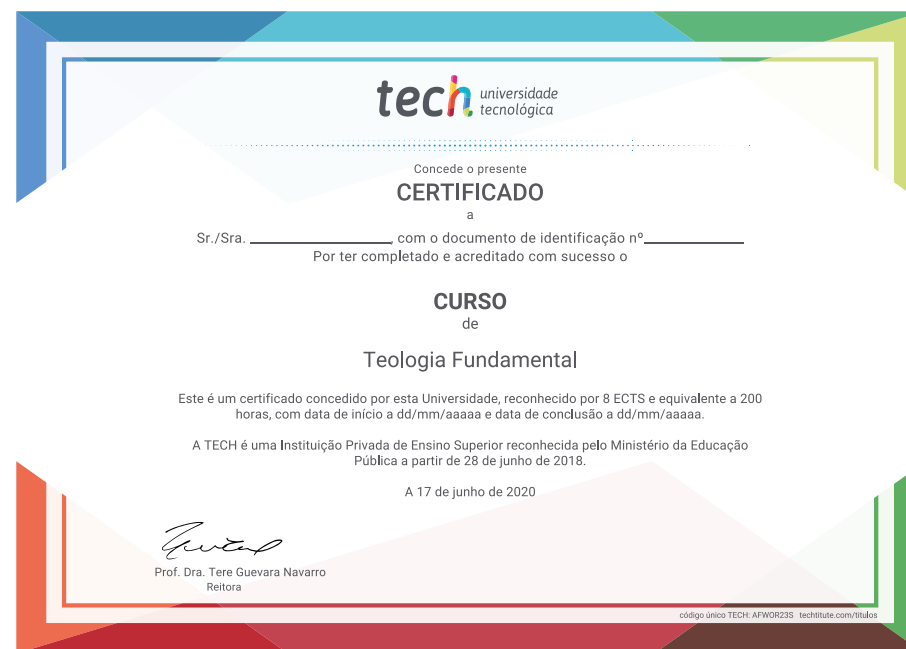 tech universidade
tecnológica
Concede o presente
CERTIFICADO
a
Sr./Sra. ____________________, com o documento de identificação nº______________
Por ter completado e acreditado com sucesso o
CURSO
de
Teologia Fundamental
Este é um certificado concedido por esta Universidade, reconhecido por 8 ECTS e equivalente a 200
horas, com data de início a dd/mm/aaaaa e data de conclusão a dd/mm/aaaaa.
A TECH é uma Instituição Privada de Ensino Superior reconhecida pelo Ministério da Educação
Pública a partir de 28 de junho de 2018.
A 17 de junho de 2020
Prof. Dra. Tere Guevara Navarro
Reitora
código único TECH: AFWOR23S techtitute.com/titulos